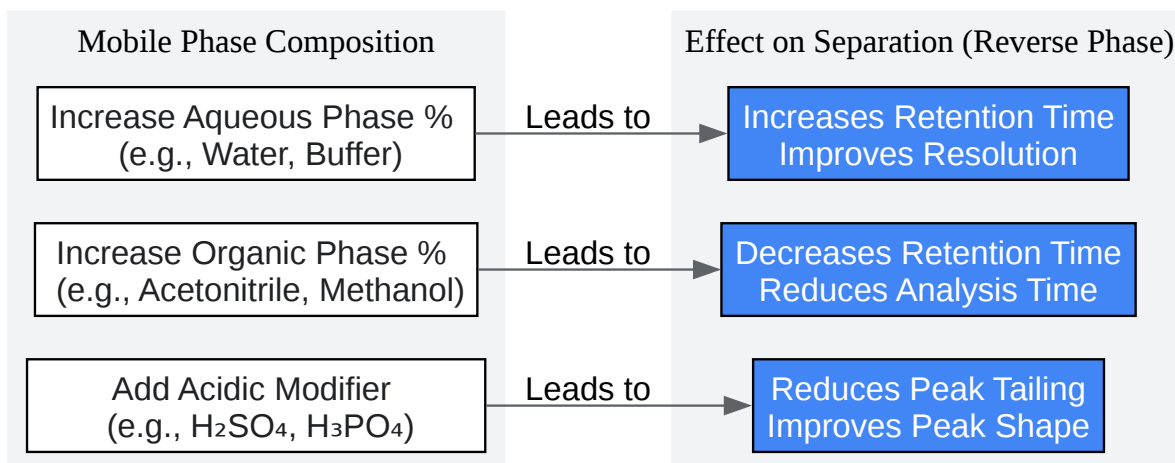 Mobile Phase Composition
Effect on Separation (Reverse Phase)
Increase Aqueous Phase %
(e.g., Water, Buffer)
Leads to
Increases Retention Time
Improves Resolution
Increase Organic Phase %
(e.g., Acetonitrile, Methanol)
Leads to
Decreases Retention Time
Reduces Analysis Time
Add Acidic Modifier
(e.g., H₂SO₄, H₃PO₄)
Leads to
Reduces Peak Tailing
Improves Peak Shape